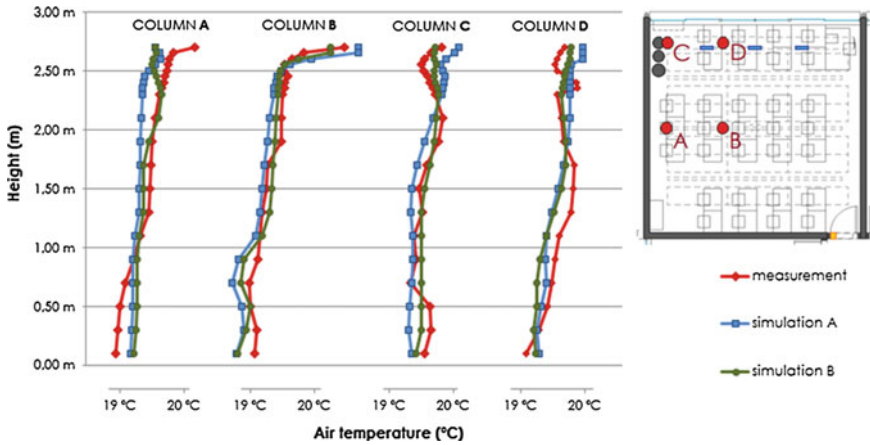 COLUMN A
COLUMN B
COLUMN C
COLUMN D
3.00 m
2.50 m
2.00 m
1.50 m
1.00 m
0.50 m
0.00 m
Height (m)
19 °C 20 °C
19 °C 20 °C
19 °C 20 °C
19 °C 20 °C
Air temperature (°C)
C
D
A
B
measurement
simulation A
simulation B